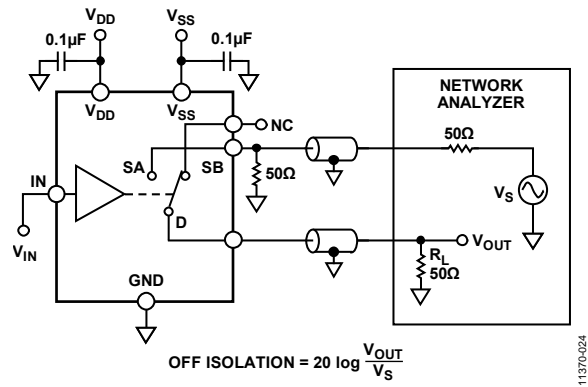 V_DD
V_SS
0.1µF
0.1µF
V_DD
V_SS
NC
SA
SB
50Ω
IN
D
V_IN
GND
NETWORK
ANALYZER
50Ω
V_S
V_OUT
R_L
50Ω
OFF ISOLATION = 20 log V_OUT / V_S
11370-024